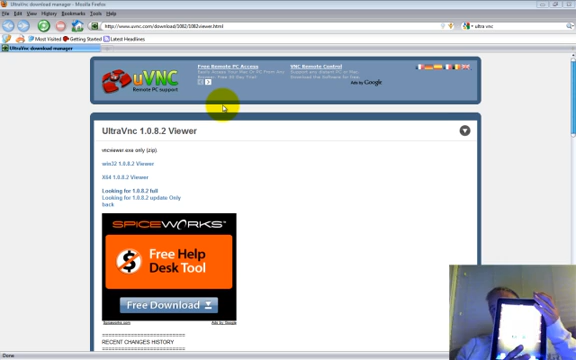 UltraVnc download manager - Mozilla Firefox
File Edit View History Bookmarks Tools Help
http://www.uvnc.com/download/1082/1082viewer.html
ultra vnc
Most Visited Getting Started Latest Headlines
UltraVnc download manager
uVNC
Remote PC support
Free Remote PC Access
VNC Remote Control
Ads by Google
UltraVnc 1.0.8.2 Viewer
vncviewer exe only (zip)
win32 1.0.8.2 Viewer
X64 1.0.8.2 Viewer
Looking for 1.0.8.2 full
Looking for 1.0.8.2 update Only
back
SPICEWORKS
Free Help
Desk Tool
Free Download
Spiceworks.com Ads by Google
RECENT CHANGES HISTORY
Done